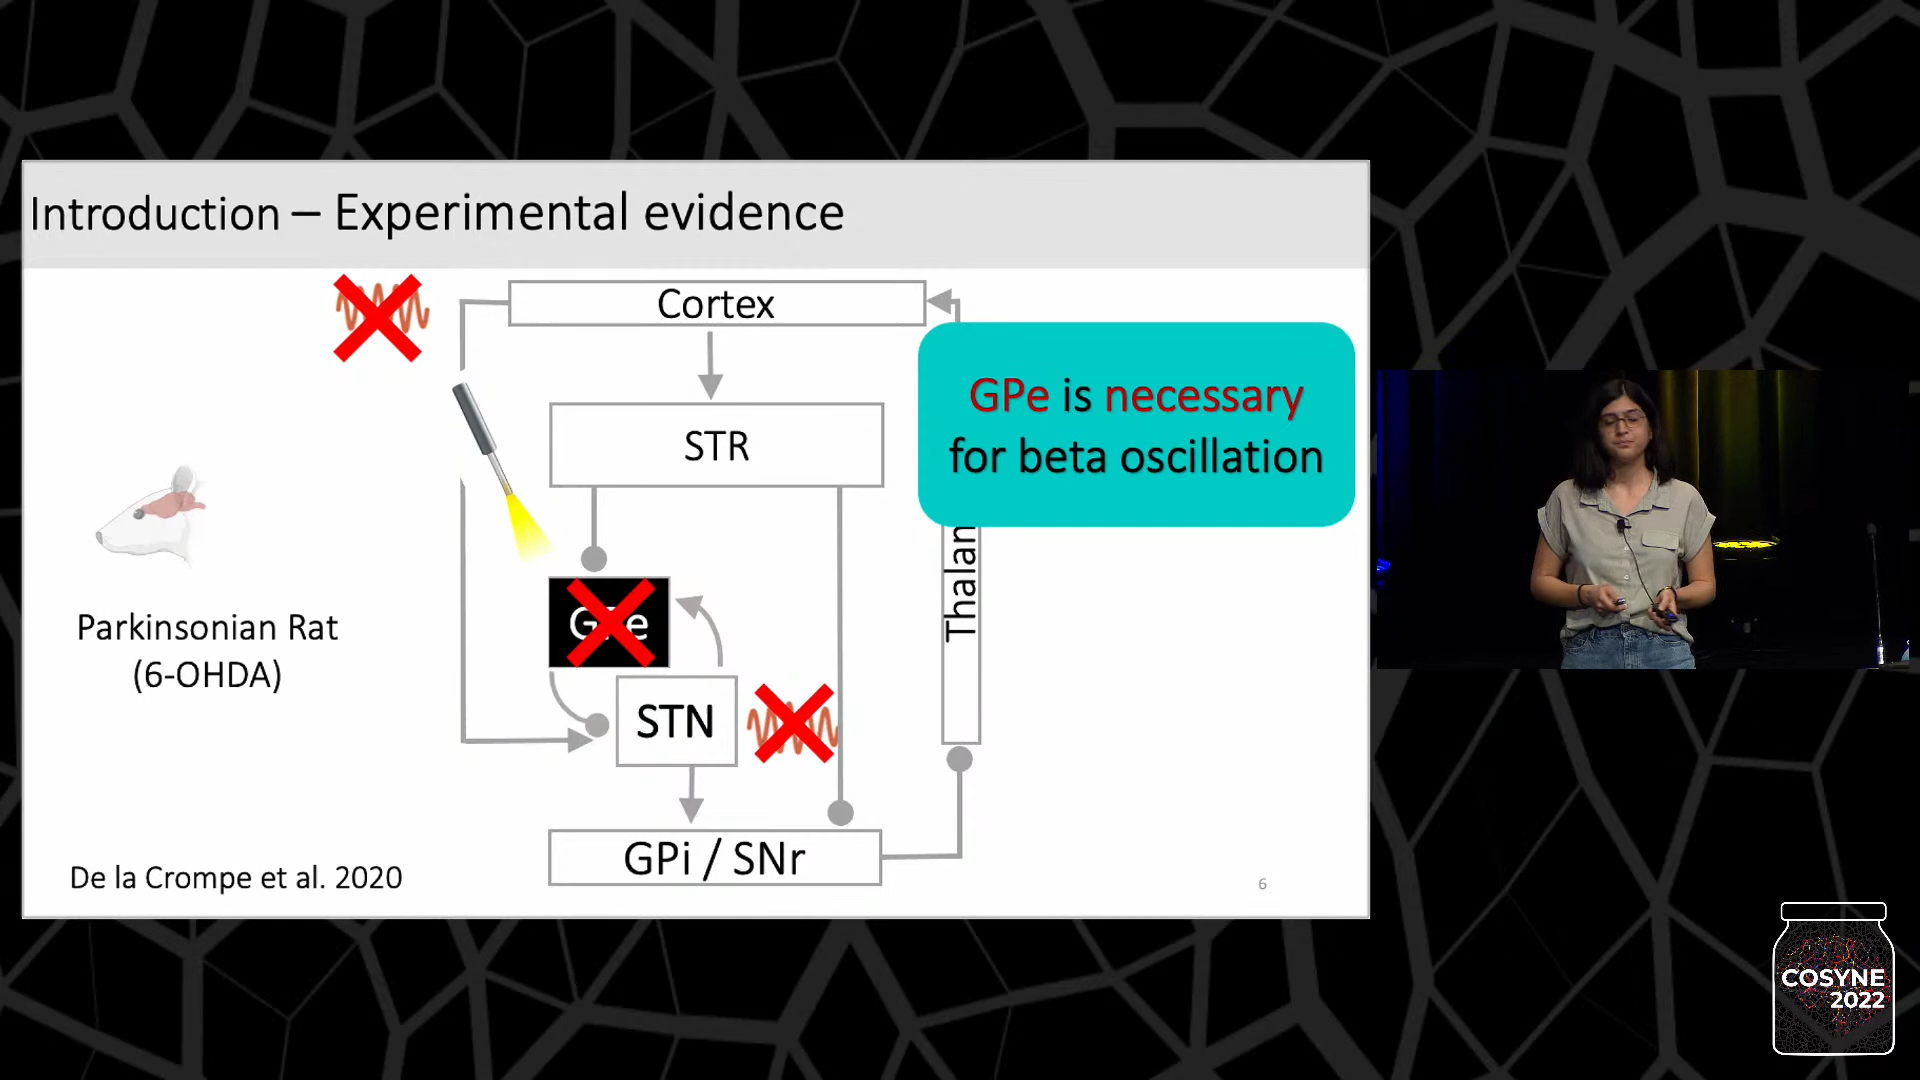 Introduction – Experimental evidence
Cortex
GPe is necessary
for beta oscillation
STR
Parkinsonian Rat
(6-OHDA)
GPe
STN
GPi / SNr
De la Crompe et al. 2020
6
COSYNE
2022